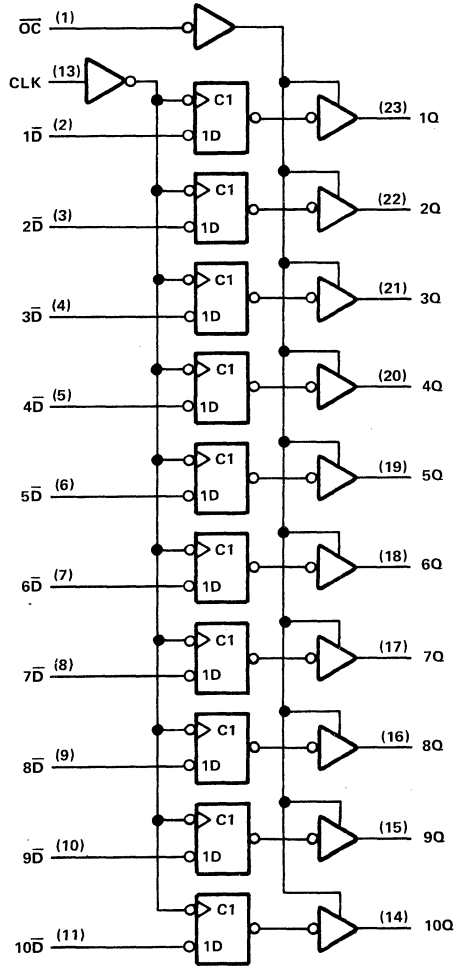 O̅C̅ (1)
CLK (13)
C1
1D̅ (2) 1D (23) 1Q
C1
2D̅ (3) 1D (22) 2Q
C1
3D̅ (4) 1D (21) 3Q
C1
4D̅ (5) 1D (20) 4Q
C1
5D̅ (6) 1D (19) 5Q
C1
6D̅ (7) 1D (18) 6Q
C1
7D̅ (8) 1D (17) 7Q
C1
8D̅ (9) 1D (16) 8Q
C1
9D̅ (10) 1D (15) 9Q
C1
10D̅ (11) 1D (14) 10Q